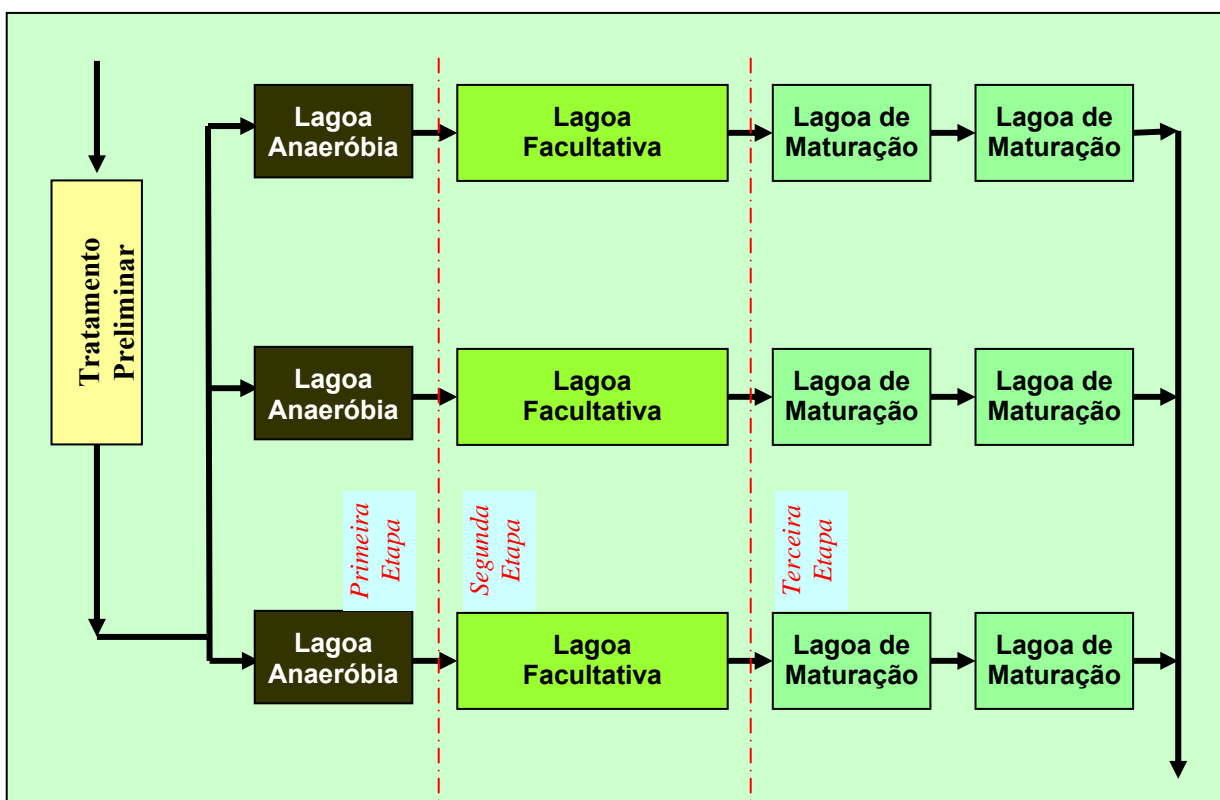 Lagoa
Anaeróbia
Lagoa
Facultativa
Lagoa de
Maturação
Lagoa de
Maturação
Tratamento
Preliminar
Lagoa
Anaeróbia
Lagoa
Facultativa
Lagoa de
Maturação
Lagoa de
Maturação
Primeira
Etapa
Segunda
Etapa
Terceira
Etapa
Lagoa
Anaeróbia
Lagoa
Facultativa
Lagoa de
Maturação
Lagoa de
Maturação